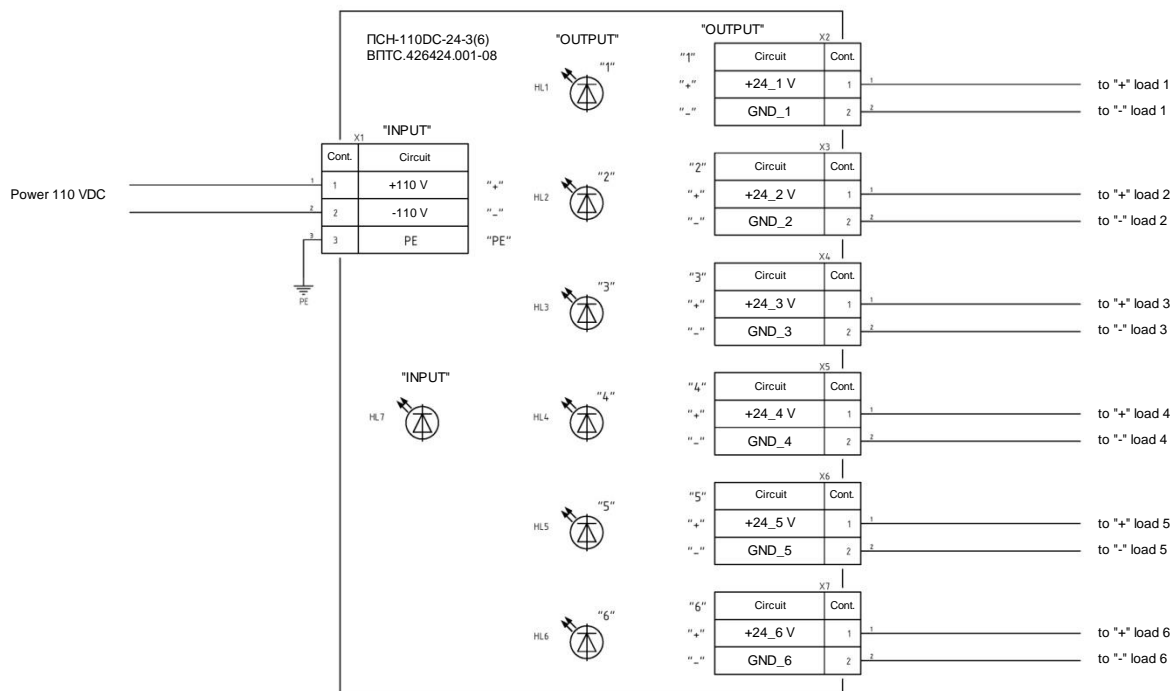 ПСН-110DC-24-3(6)
ВПТС.426424.001-08
"OUTPUT"
"OUTPUT"
X2
"1"
Circuit Cont.
HL1
"1"
"+" +24_1 V 1 1 to "+" load 1
"-" GND_1 2 2 to "-" load 1
"INPUT"
X1
Cont. Circuit
Power 110 VDC
1 1 +110 V "+"
2 2 -110 V "-"
3 3 PE "PE"
PE
X3
"2"
Circuit Cont.
HL2
"2"
"+" +24_2 V 1 1 to "+" load 2
"-" GND_2 2 2 to "-" load 2
X4
"3"
Circuit Cont.
HL3
"3"
"+" +24_3 V 1 1 to "+" load 3
"-" GND_3 2 2 to "-" load 3
"INPUT"
HL7
X5
"4"
Circuit Cont.
HL4
"4"
"+" +24_4 V 1 1 to "+" load 4
"-" GND_4 2 2 to "-" load 4
X6
"5"
Circuit Cont.
HL5
"5"
"+" +24_5 V 1 1 to "+" load 5
"-" GND_5 2 2 to "-" load 5
X7
"6"
Circuit Cont.
HL6
"6"
"+" +24_6 V 1 1 to "+" load 6
"-" GND_6 2 2 to "-" load 6